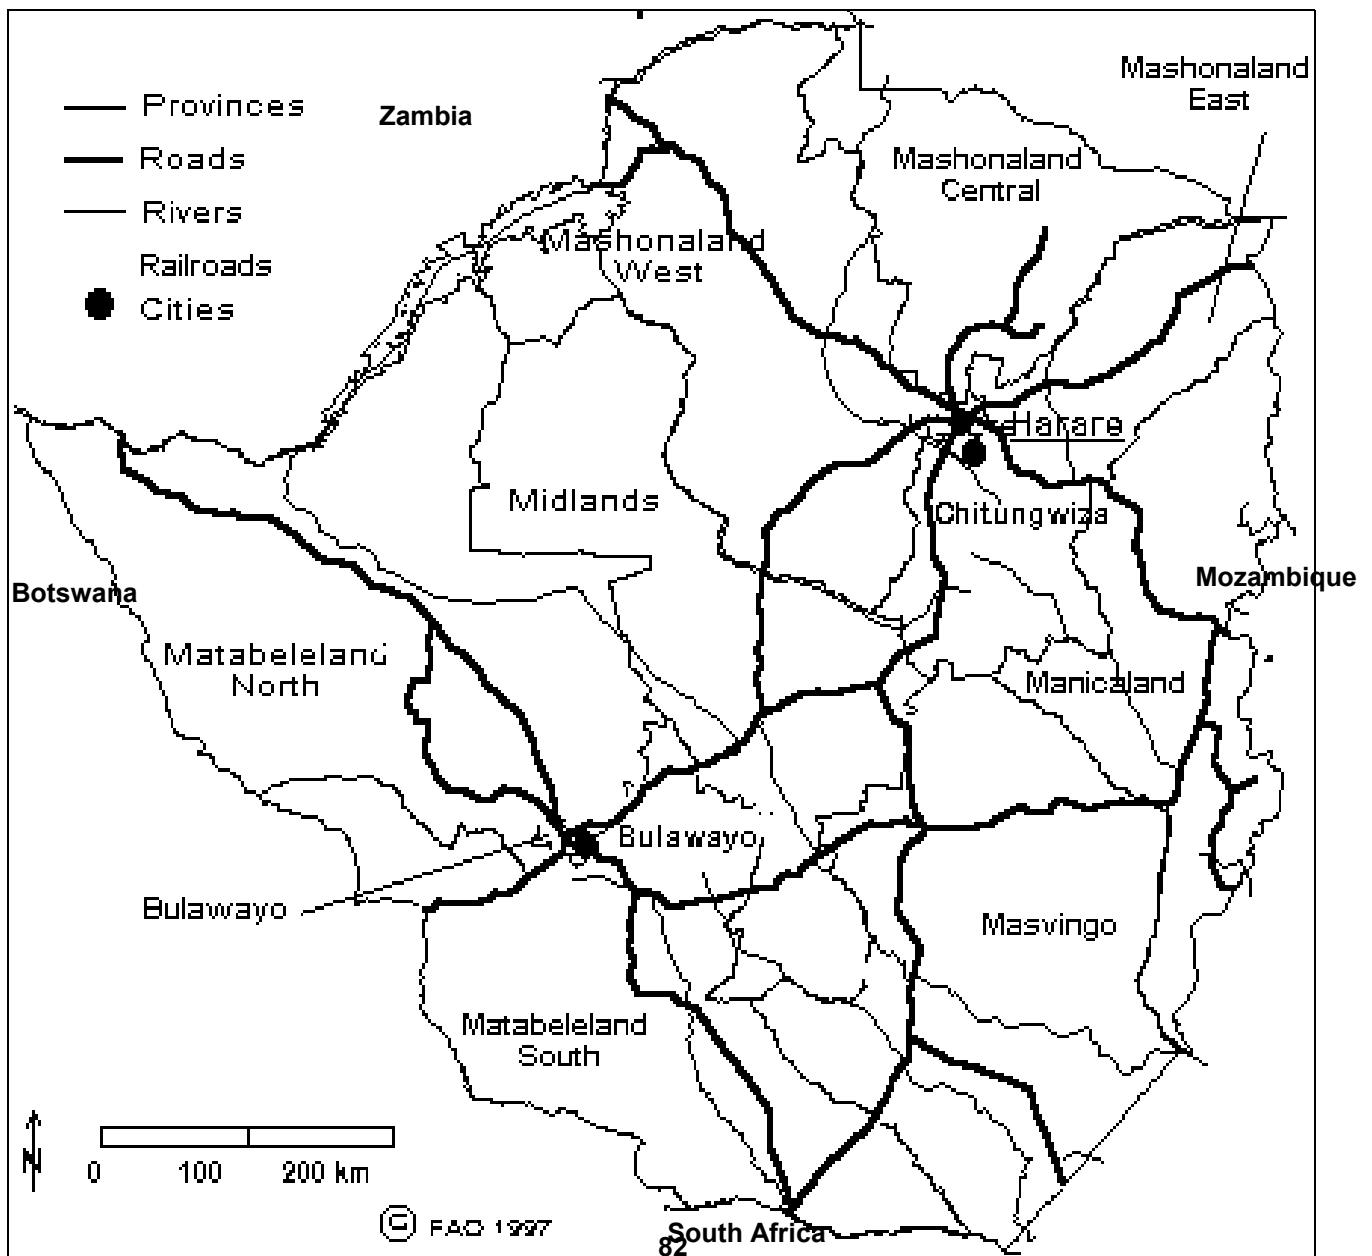 Mashonaland
East
Provinces
Zambia
Roads
Mashonaland
Central
Rivers
Mashonaland
West
Railroads
Cities
Harare
Midlands
Chitungwiza
Botswana
Mozambique
Matabeleland
North
Manicaland
Bulawayo
Bulawayo
Masvingo
Matabeleland
South
N
0 100 200 km
© FAO 1997
South Africa
82